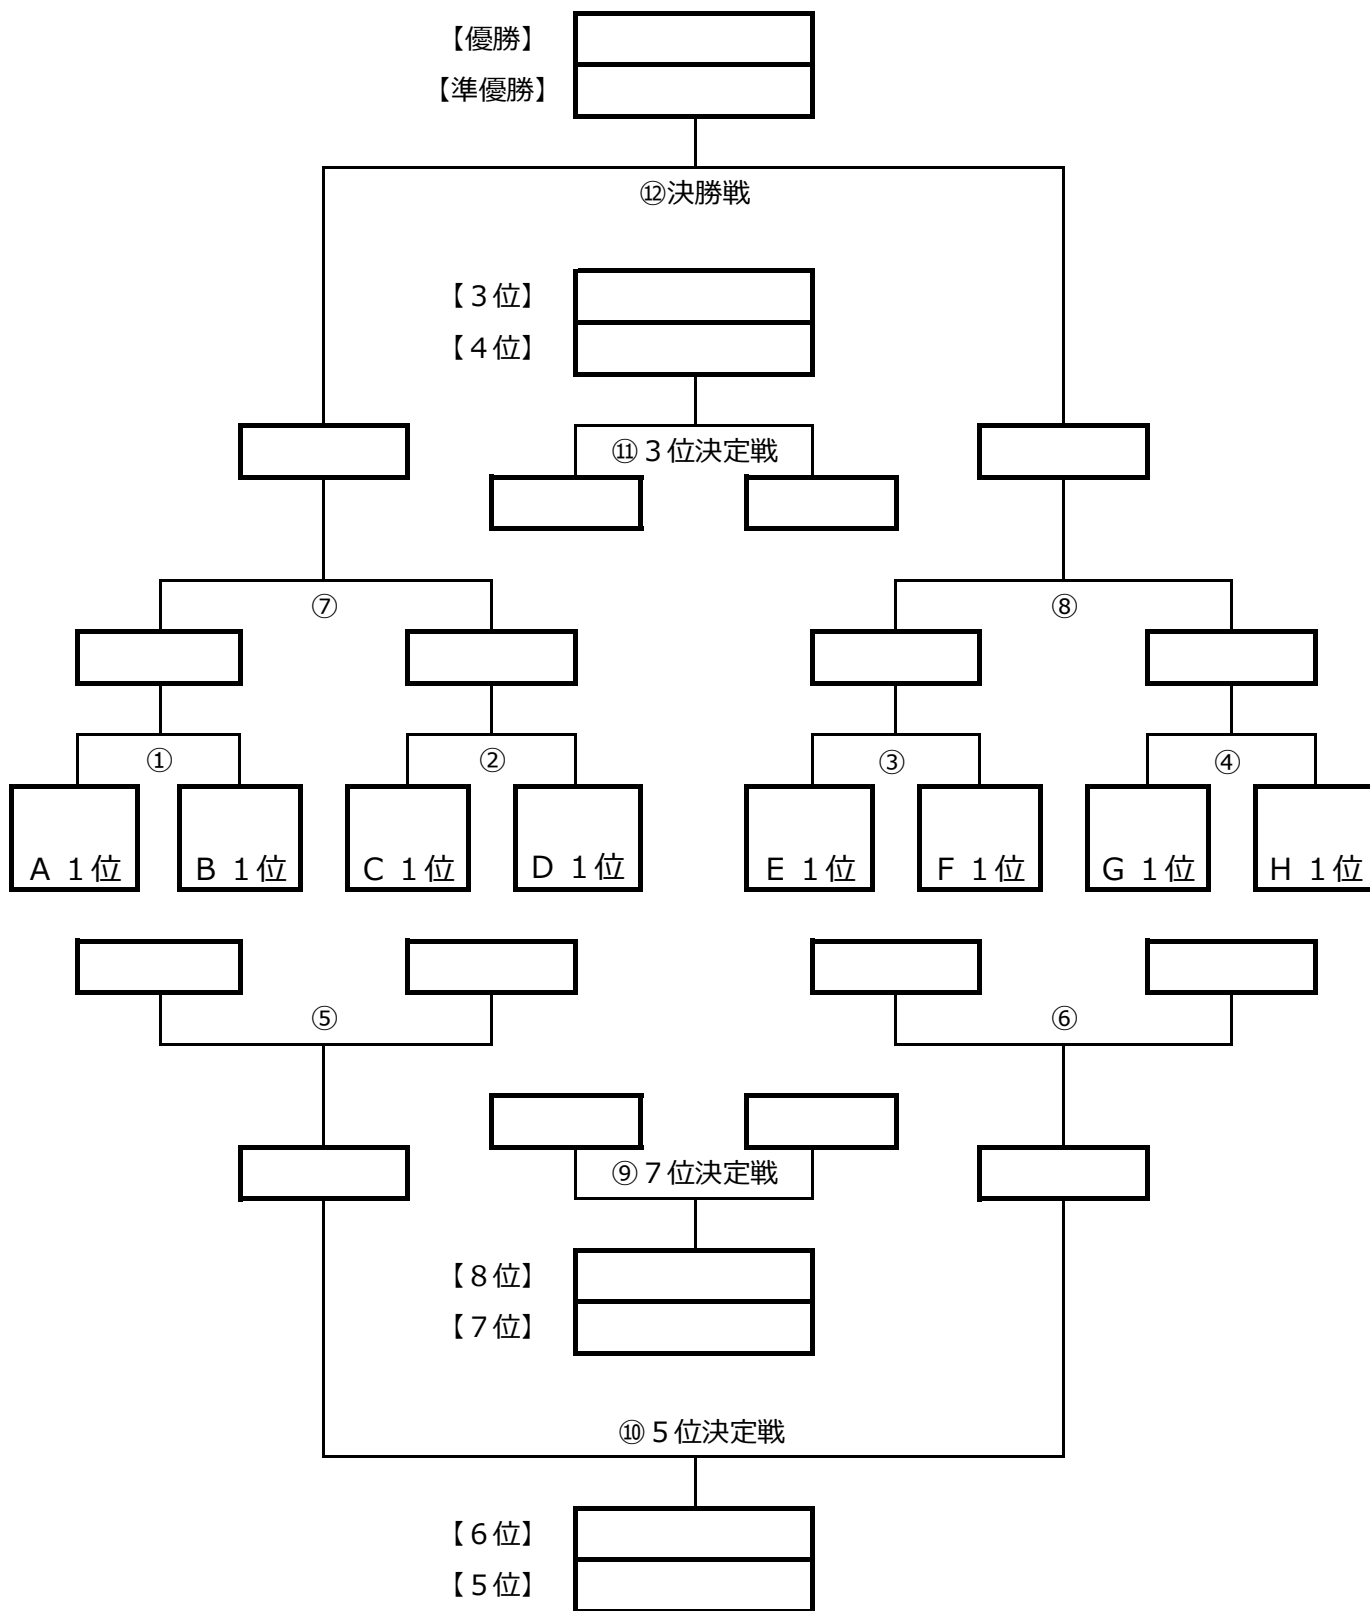 【優勝】
【準優勝】
⑫決勝戦
【３位】
【４位】
⑪３位決定戦
⑦
⑧
①
②
③
④
A １位
B １位
C １位
D １位
E １位
F １位
G １位
H １位
⑤
⑥
⑨７位決定戦
【８位】
【７位】
⑩５位決定戦
【６位】
【５位】